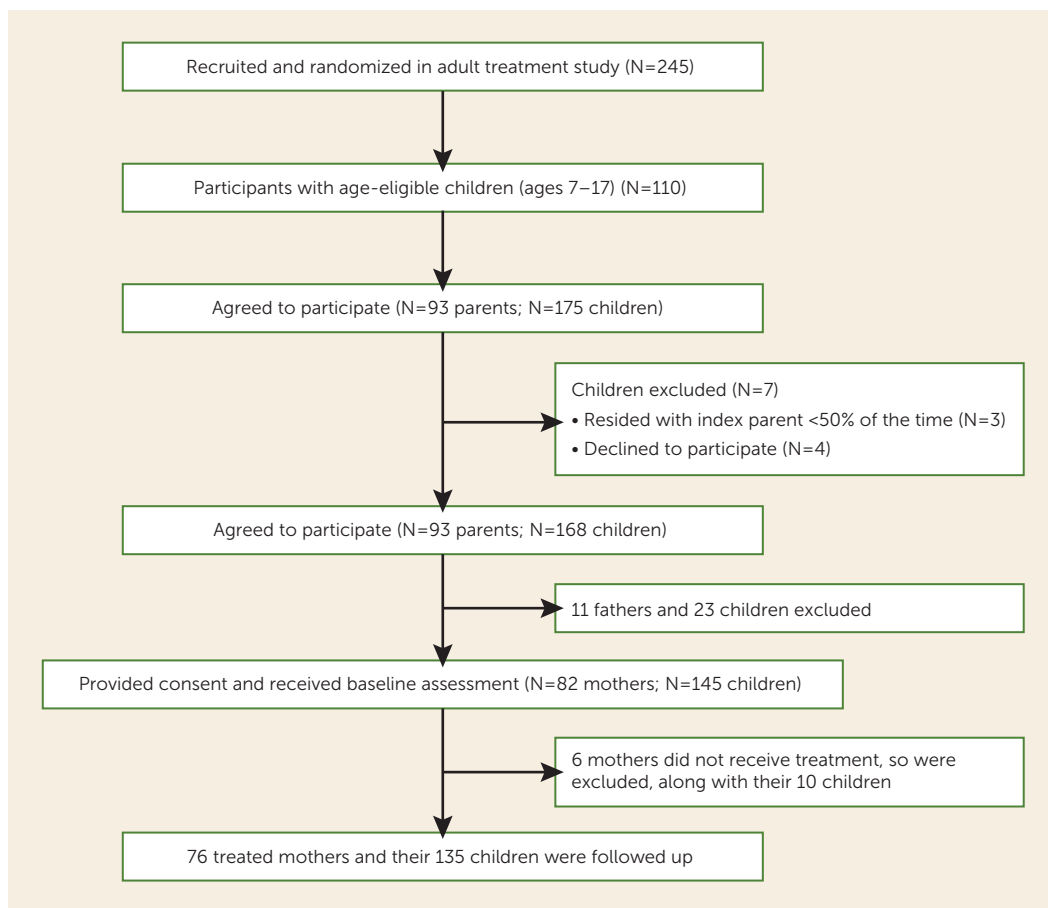 Recruited and randomized in adult treatment study (N=245)
Participants with age-eligible children (ages 7–17) (N=110)
Agreed to participate (N=93 parents; N=175 children)
Children excluded (N=7)
• Resided with index parent <50% of the time (N=3)
• Declined to participate (N=4)
Agreed to participate (N=93 parents; N=168 children)
11 fathers and 23 children excluded
Provided consent and received baseline assessment (N=82 mothers; N=145 children)
6 mothers did not receive treatment, so were
excluded, along with their 10 children
76 treated mothers and their 135 children were followed up